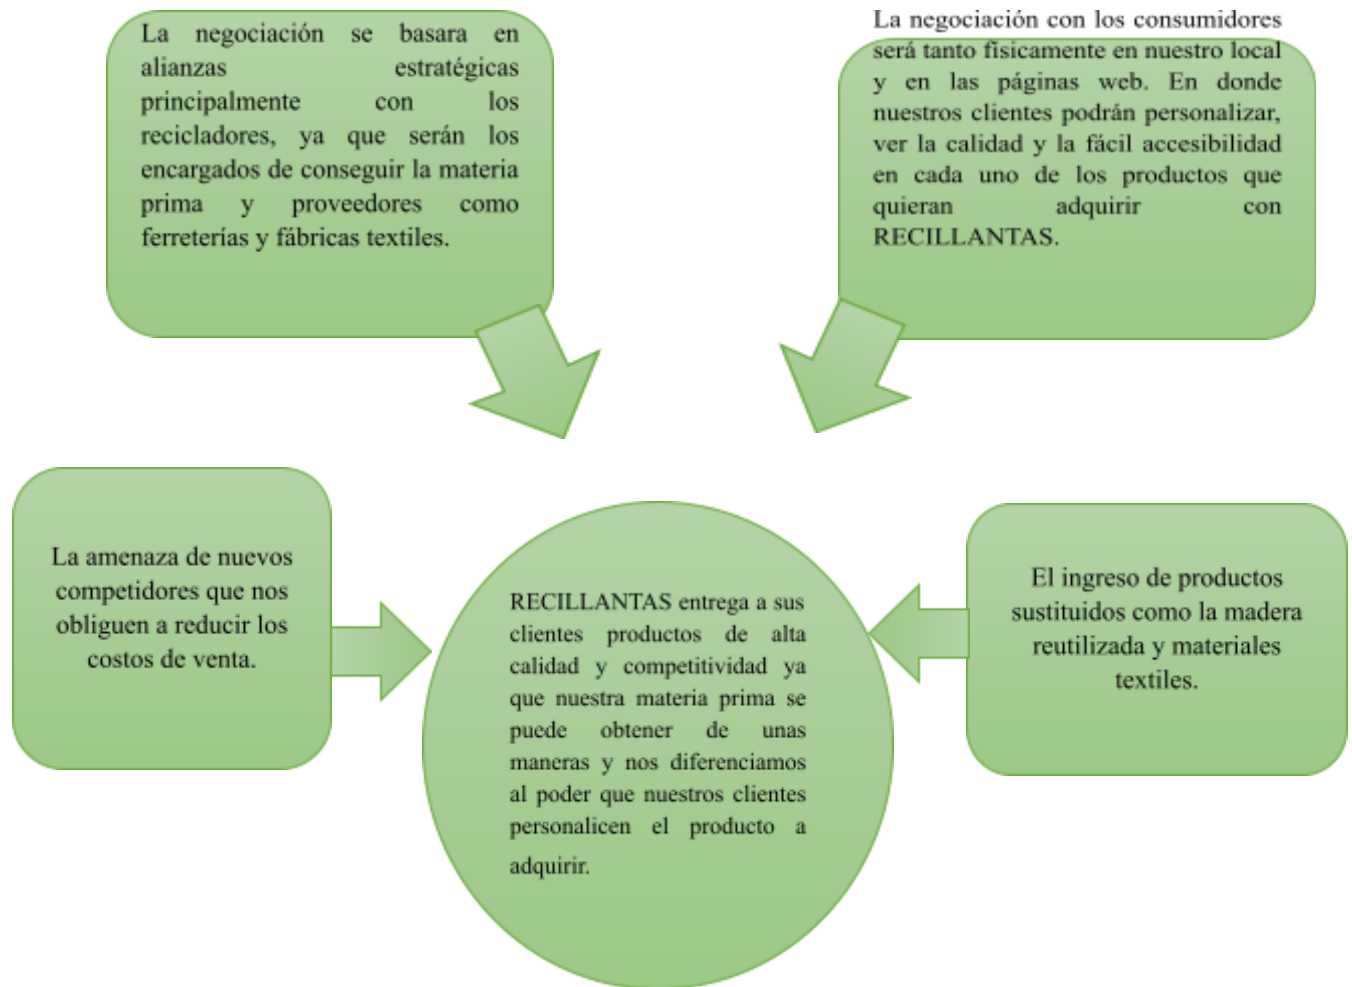 La negociación se basara en
alianzas estratégicas
principalmente con los
recicladores, ya que serán los
encargados de conseguir la materia
prima y proveedores como
ferreterías y fábricas textiles.
La negociación con los consumidores
será tanto físicamente en nuestro local
y en las páginas web. En donde
nuestros clientes podrán personalizar,
ver la calidad y la fácil accesibilidad
en cada uno de los productos que
quieran adquirir con
RECILLANTAS.
La amenaza de nuevos
competidores que nos
obliguen a reducir los
costos de venta.
RECILLANTAS entrega a sus
clientes productos de alta
calidad y competitividad ya
que nuestra materia prima se
puede obtener de unas
maneras y nos diferenciamos
al poder que nuestros clientes
personalicen el producto a
adquirir.
El ingreso de productos
sustituidos como la madera
reutilizada y materiales
textiles.